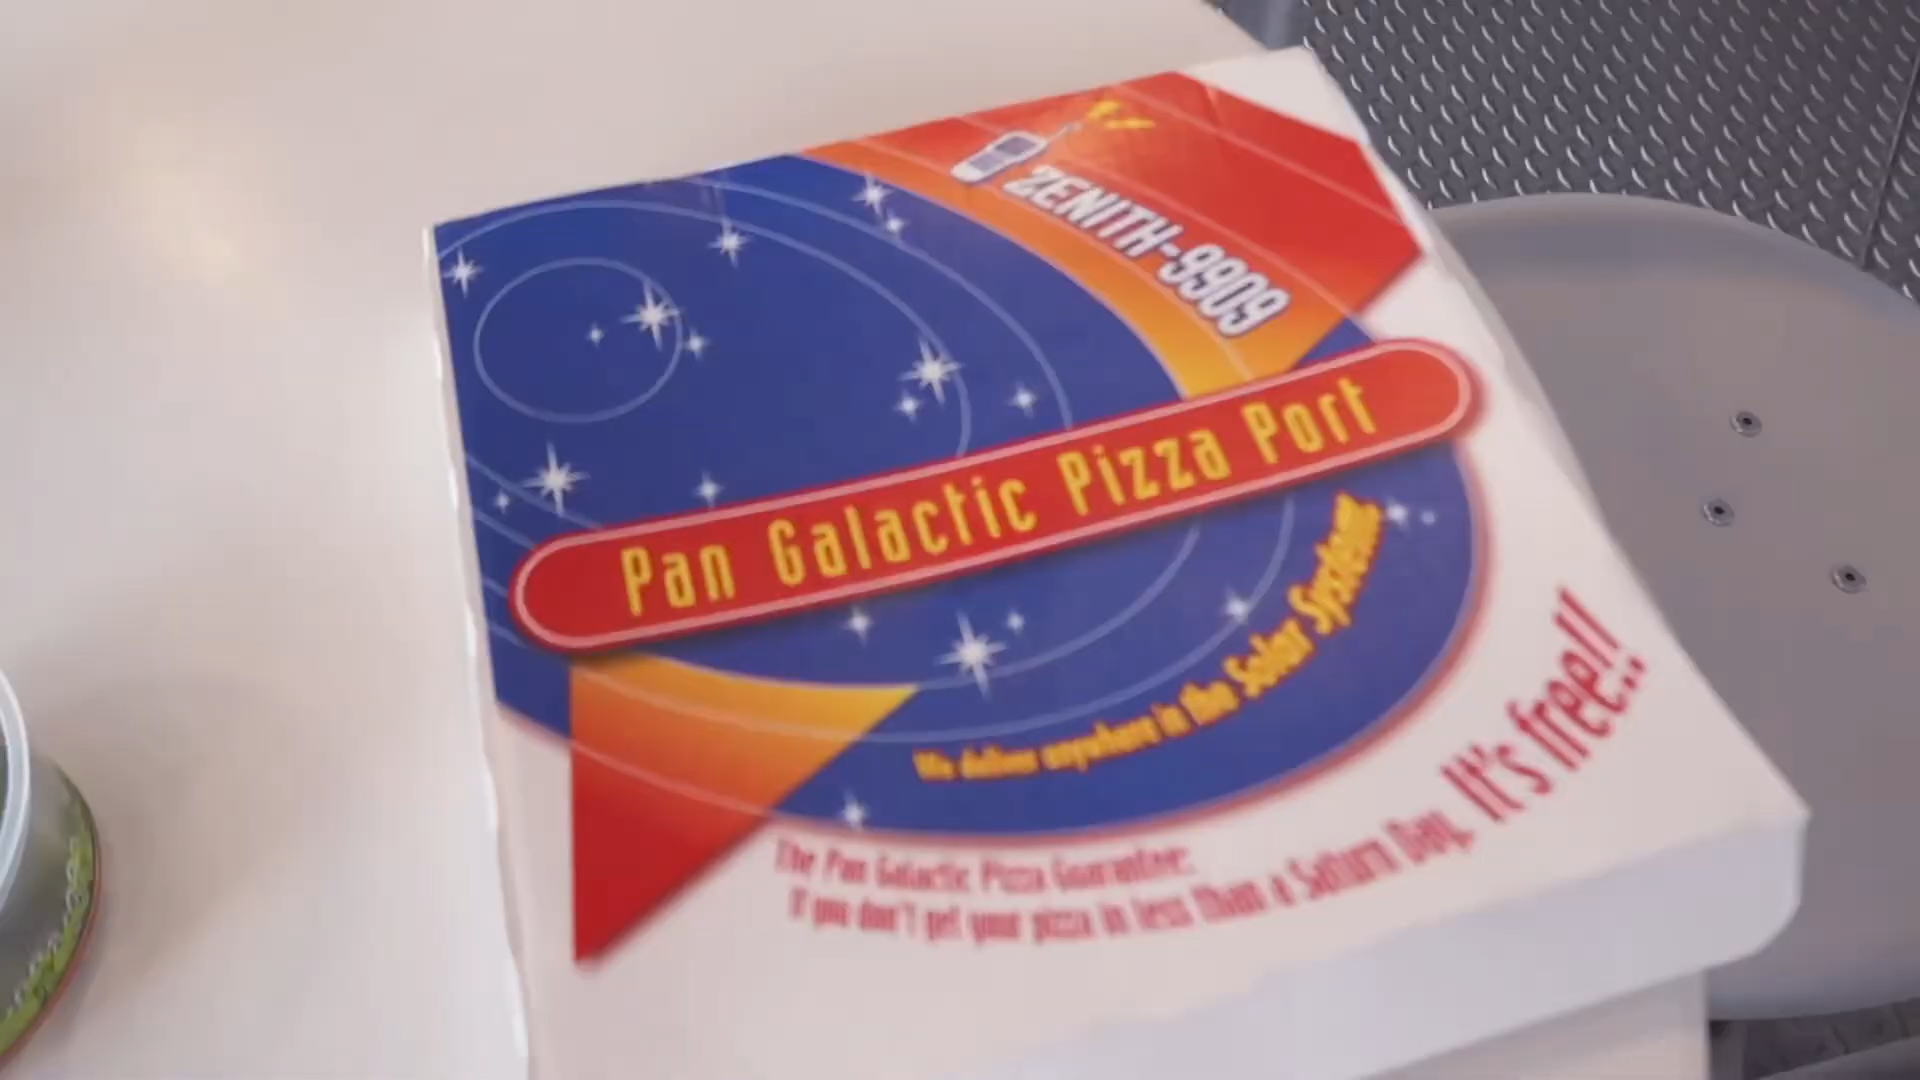 ZENITH-9909
Pan Galactic Pizza Port
We deliver anywhere in the Solar System
The Pan Galactic Pizza Guarantee:
If you don't get your pizza in less than a Saturn Day,
It's free!!